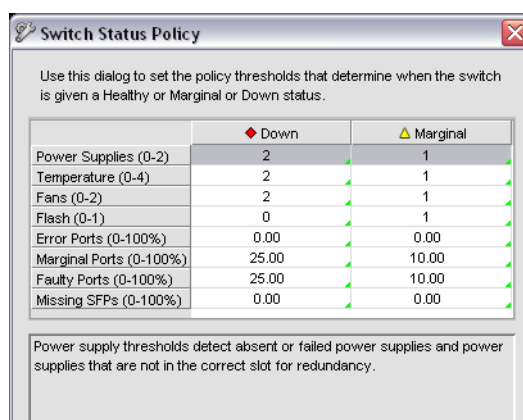 Switch Status Policy
Use this dialog to set the policy thresholds that determine when the switch
is given a Healthy or Marginal or Down status.
Down Marginal
Power Supplies (0-2) 2 1
Temperature (0-4) 2 1
Fans (0-2) 2 1
Flash (0-1) 0 1
Error Ports (0-100%) 0.00 0.00
Marginal Ports (0-100%) 25.00 10.00
Faulty Ports (0-100%) 25.00 10.00
Missing SFPs (0-100%) 0.00 0.00
Power supply thresholds detect absent or failed power supplies and power
supplies that are not in the correct slot for redundancy.